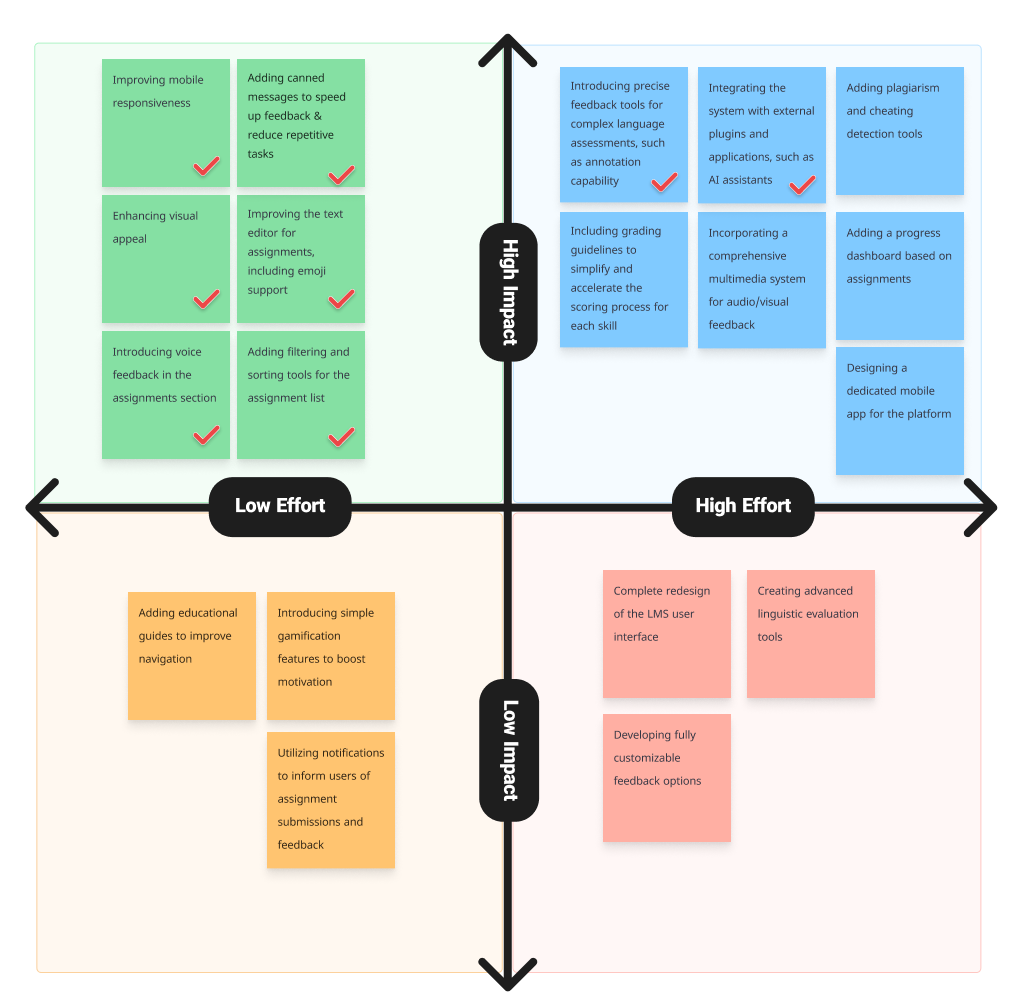 Improving mobile
responsiveness
Adding canned
messages to speed
up feedback &
reduce repetitive
tasks
Enhancing visual
appeal
Improving the text
editor for
assignments,
including emoji
support
Introducing voice
feedback in the
assignments section
Adding filtering and
sorting tools for the
assignment list
High Impact
Introducing precise
feedback tools for
complex language
assessments, such
as annotation
capability
Integrating the
system with external
plugins and
applications, such as
AI assistants
Adding plagiarism
and cheating
detection tools
Including grading
guidelines to
simplify and
accelerate the
scoring process for
each skill
Incorporating a
comprehensive
multimedia system
for audio/visual
feedback
Adding a progress
dashboard based on
assignments
Designing a
dedicated mobile
app for the platform
Low Effort
High Effort
Adding educational
guides to improve
navigation
Introducing simple
gamification
features to boost
motivation
Utilizing notifications
to inform users of
assignment
submissions and
feedback
Low Impact
Complete redesign
of the LMS user
interface
Creating advanced
linguistic evaluation
tools
Developing fully
customizable
feedback options